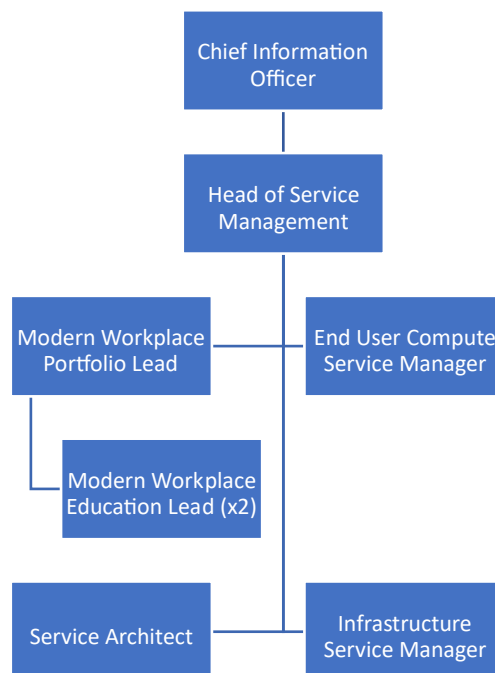 Chief Information
Officer
Head of Service
Management
Modern Workplace
Portfolio Lead
End User Compute
Service Manager
Modern Workplace
Education Lead (x2)
Service Architect
Infrastructure
Service Manager